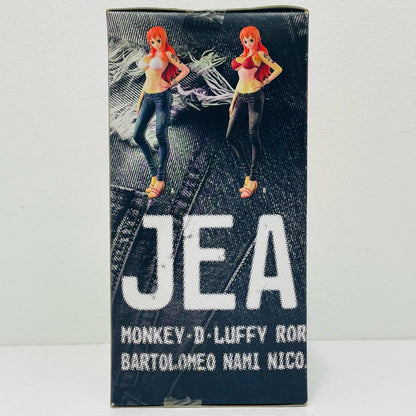 JEA
MONKEY·D·LUFFY ROR
BARTOLOMEO NAMI NICO